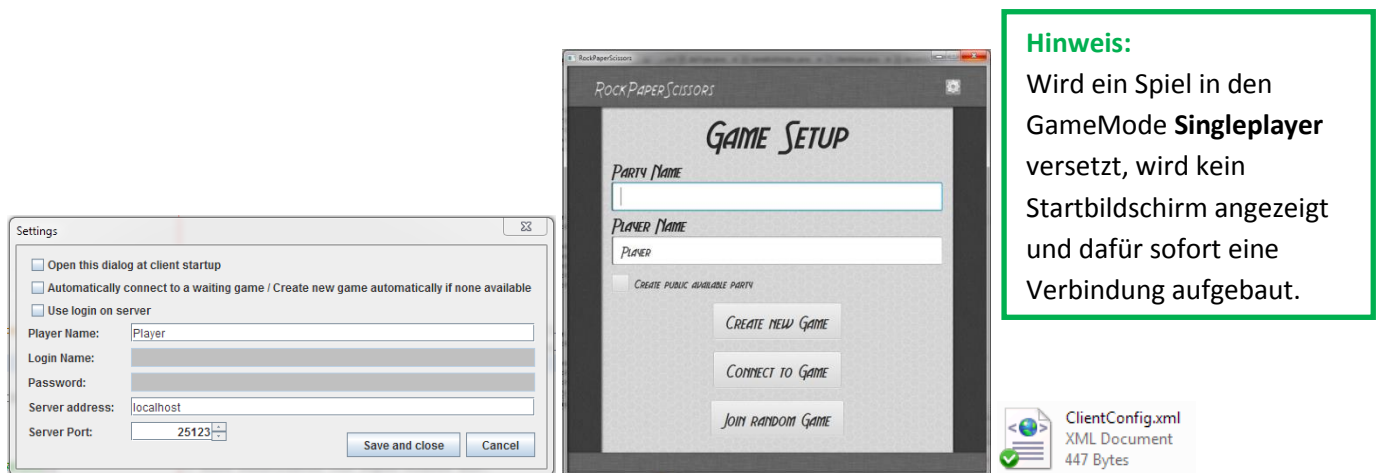 Settings
Open this dialog at client startup
Automatically connect to a waiting game / Create new game automatically if none available
Use login on server
Player Name:
Player
Login Name:
Password:
Server address:
localhost
Server Port:
25123
Save and close
Cancel
RockPaperScissors
RockPaperScissors
Game Setup
Party Name
Player Name
Player
Create public available party
Create new Game
Connect to Game
Join random Game
Hinweis:
Wird ein Spiel in den
GameMode Singleplayer
versetzt, wird kein
Startbildschirm angezeigt
und dafür sofort eine
Verbindung aufgebaut.
ClientConfig.xml
XML Document
447 Bytes